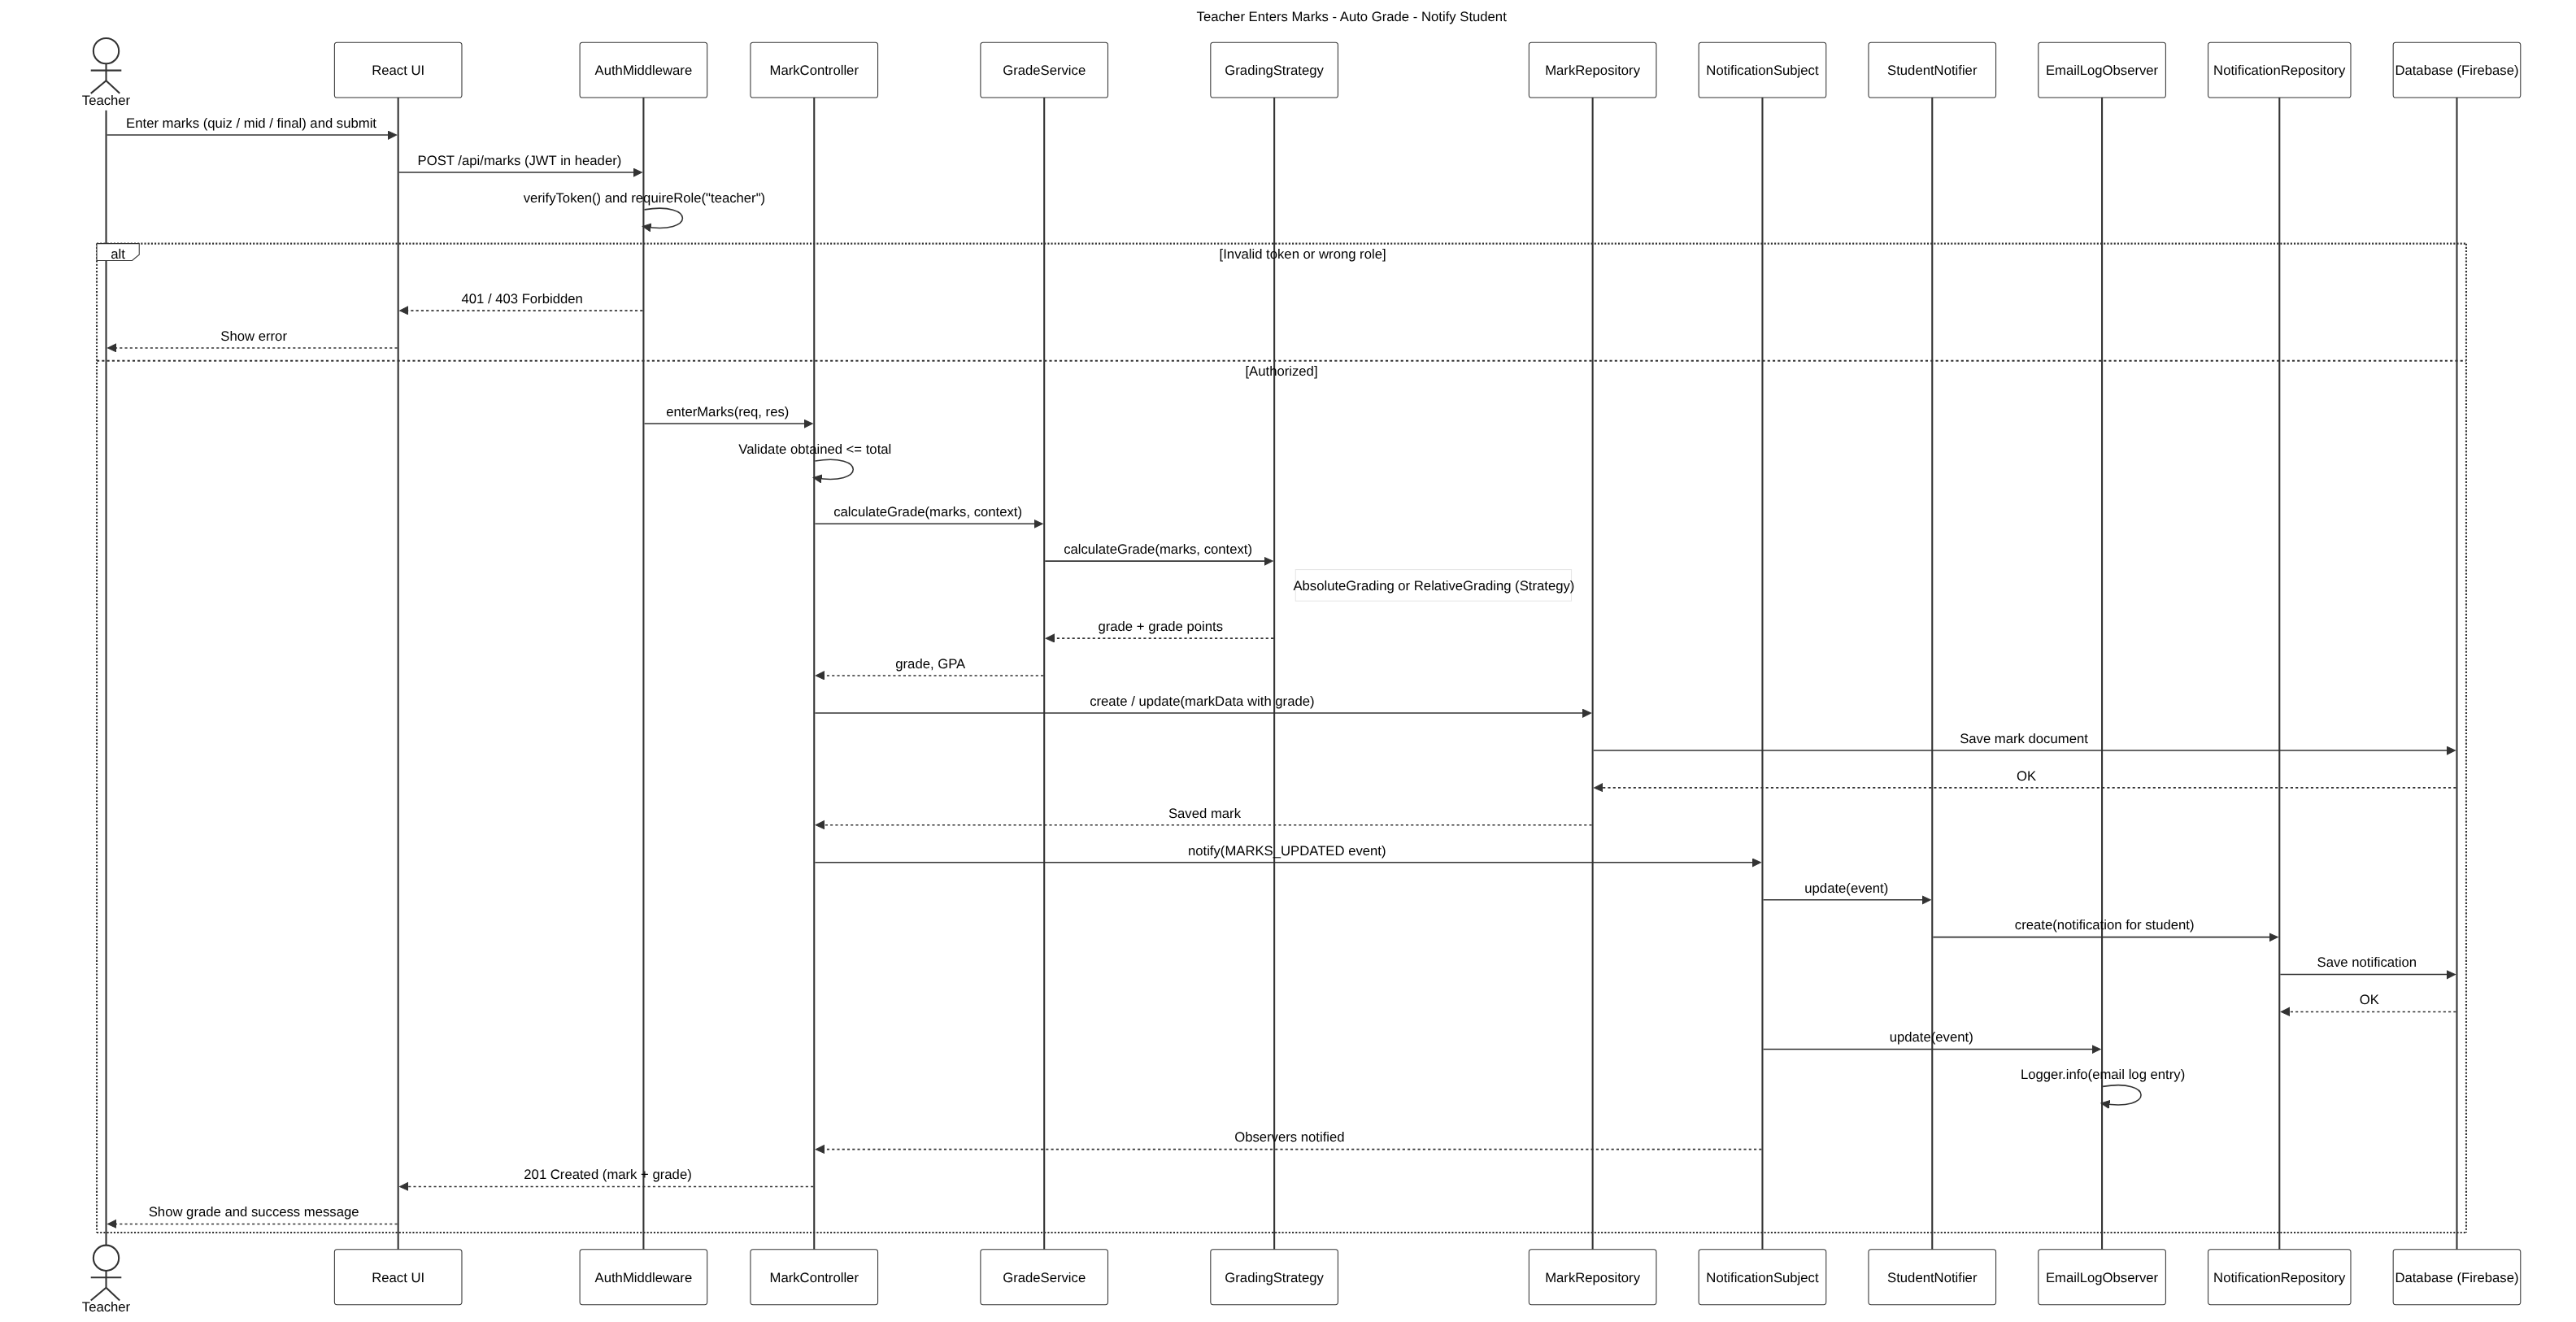 Teacher Enters Marks - Auto Grade - Notify Student
Teacher
React UI
AuthMiddleware
MarkController
GradeService
GradingStrategy
MarkRepository
NotificationSubject
StudentNotifier
EmailLogObserver
NotificationRepository
Database (Firebase)
Enter marks (quiz / mid / final) and submit
POST /api/marks (JWT in header)
verifyToken() and requireRole("teacher")
alt
[Invalid token or wrong role]
401 / 403 Forbidden
Show error
[Authorized]
enterMarks(req, res)
Validate obtained <= total
calculateGrade(marks, context)
calculateGrade(marks, context)
AbsoluteGrading or RelativeGrading (Strategy)
grade + grade points
grade, GPA
create / update(markData with grade)
Save mark document
OK
Saved mark
notify(MARKS_UPDATED event)
update(event)
create(notification for student)
Save notification
OK
update(event)
Logger.info(email log entry)
Observers notified
201 Created (mark + grade)
Show grade and success message
Teacher
React UI
AuthMiddleware
MarkController
GradeService
GradingStrategy
MarkRepository
NotificationSubject
StudentNotifier
EmailLogObserver
NotificationRepository
Database (Firebase)